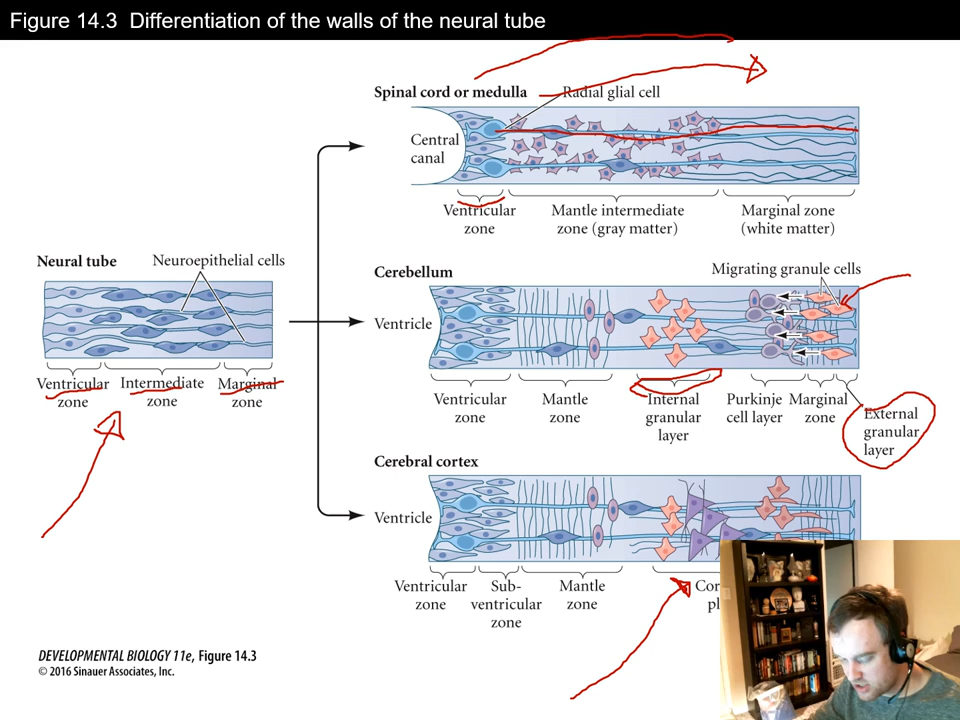 Figure 14.3 Differentiation of the walls of the neural tube
Spinal cord or medulla
Radial glial cell
Central
canal
Ventricular
zone
Mantle intermediate
zone (gray matter)
Marginal zone
(white matter)
Neural tube
Neuroepithelial cells
Ventricular
zone
Intermediate
zone
Marginal
zone
Cerebellum
Migrating granule cells
Ventricle
Ventricular
zone
Mantle
zone
Internal
granular
layer
Purkinje
cell layer
Marginal
zone
External
granular
layer
Cerebral cortex
Ventricle
Ventricular
zone
Sub-
ventricular
zone
Mantle
zone
Cor
pl
DEVELOPMENTAL BIOLOGY 11e, Figure 14.3
© 2016 Sinauer Associates, Inc.